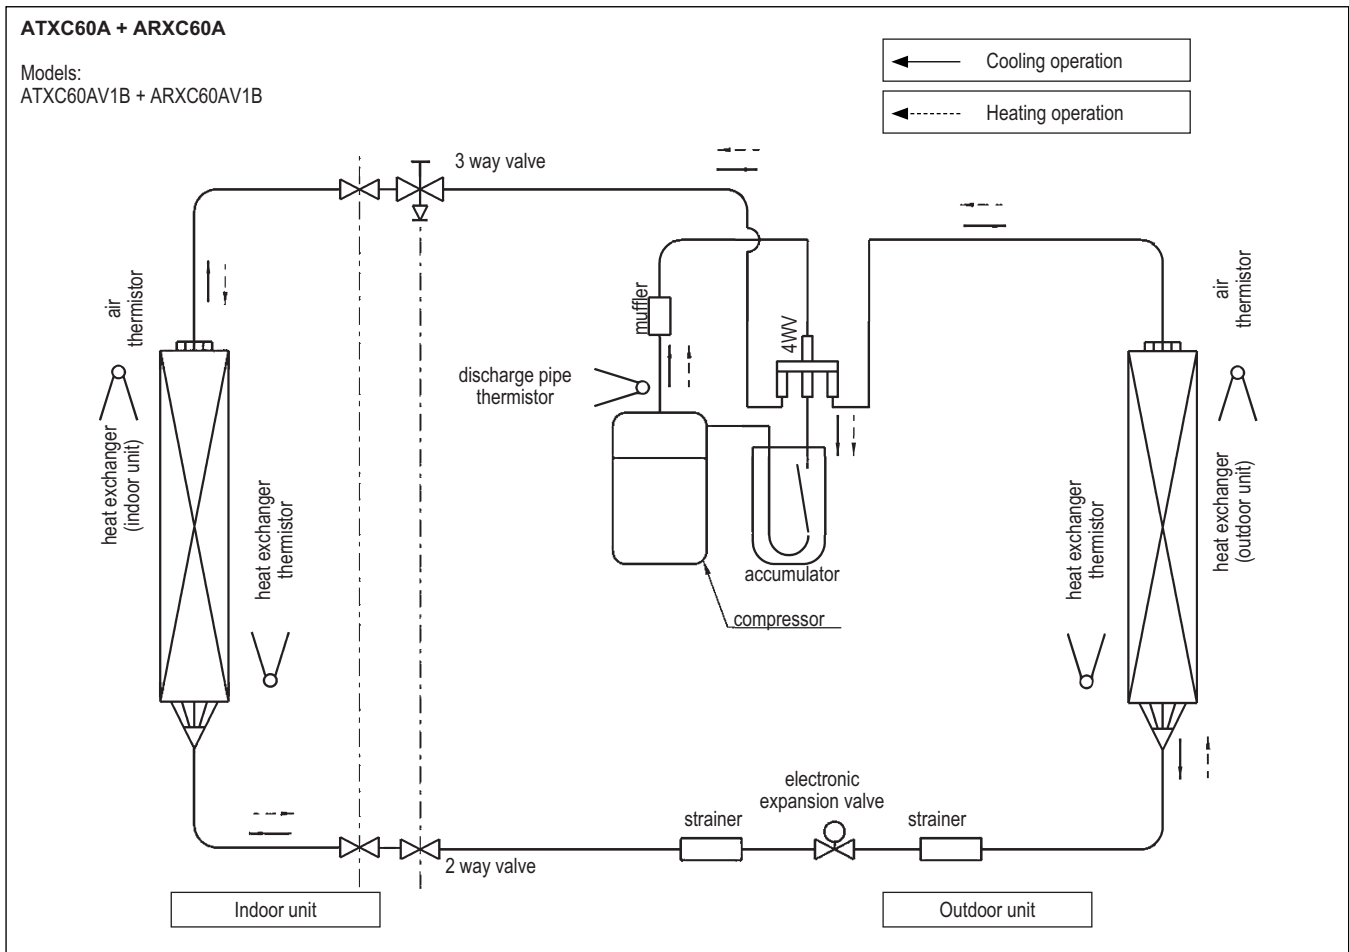 ATXC60A + ARXC60A
Models:
ATXC60AV1B + ARXC60AV1B
Cooling operation
Heating operation
3 way valve
air
thermistor
muffler
4WV
air
thermistor
discharge pipe
thermistor
heat exchanger
(indoor unit)
heat exchanger
thermistor
heat exchanger
thermistor
heat exchanger
(outdoor unit)
accumulator
compressor
electronic
expansion valve
strainer
strainer
2 way valve
Indoor unit
Outdoor unit